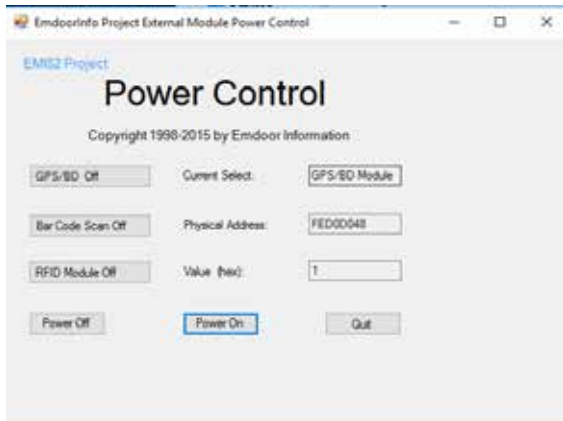 EmdoorInfo Project External Module Power Control
EMIS2 Project
Power Control
Copyright 1998-2015 by Emdoor Information
GPS/BD Off Current Select: GPS/BD Module
Bar Code Scan Off Physical Address: FED0D048
RFID Module Off Value (hex): 1
Power Off Power On Quit